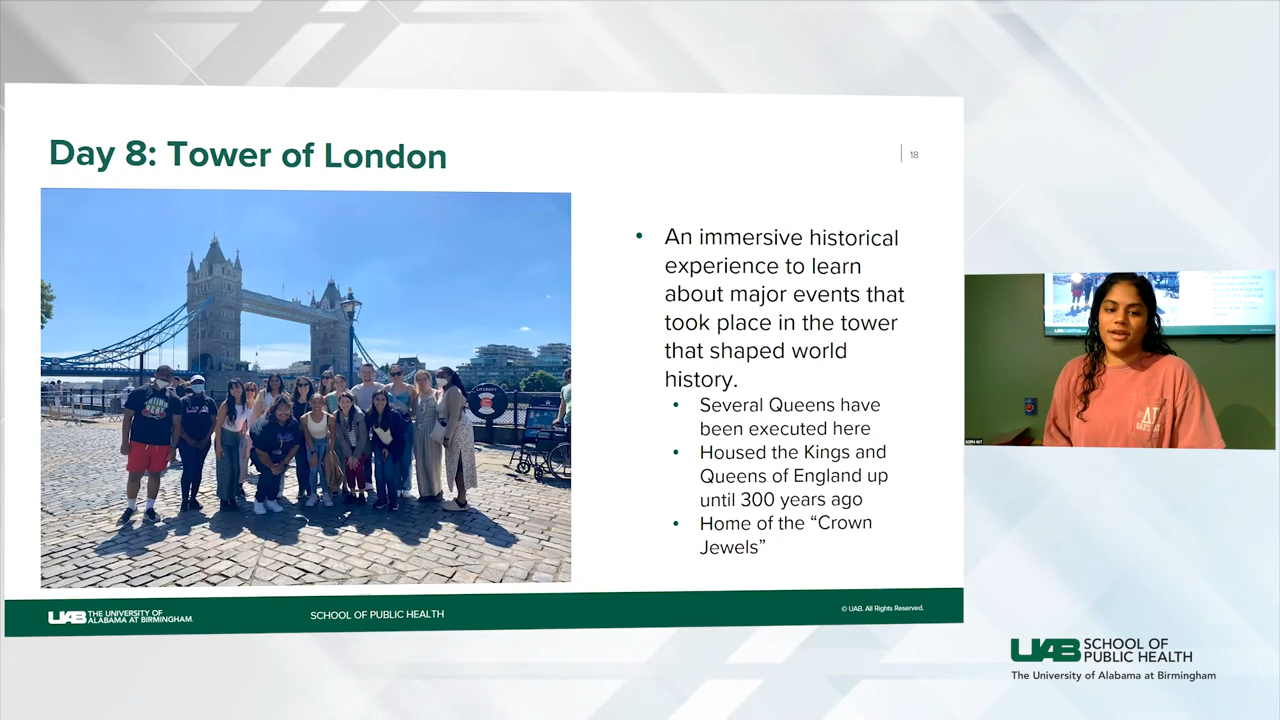 Day 8: Tower of London
18
• An immersive historical
experience to learn
about major events that
took place in the tower
that shaped world
history.
• Several Queens have
been executed here
• Housed the Kings and
Queens of England up
until 300 years ago
• Home of the “Crown
Jewels”
LIFEBUOY
UAB THE UNIVERSITY OF
ALABAMA AT BIRMINGHAM.
SCHOOL OF PUBLIC HEALTH
© UAB. All Rights Reserved.
ΔΓ
UAB SCHOOL OF
PUBLIC HEALTH
The University of Alabama at Birmingham